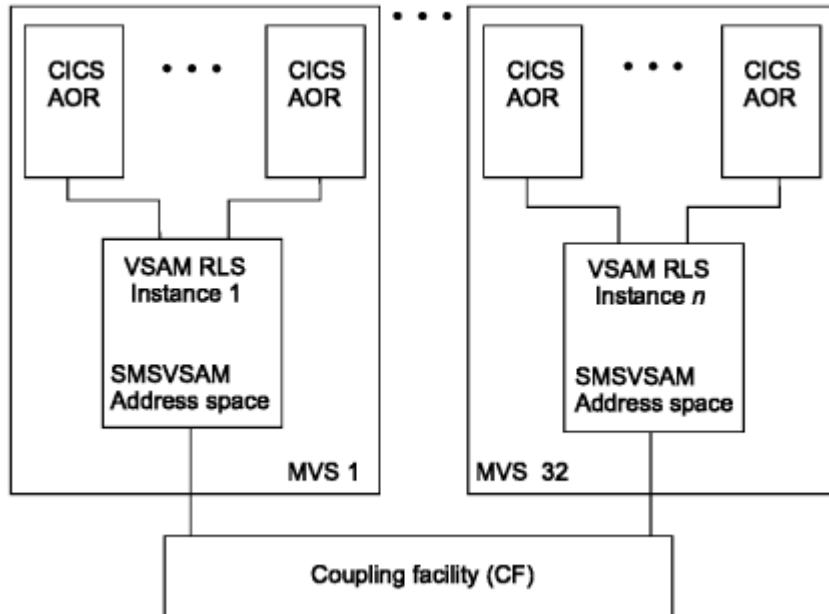 CICS
AOR
• • •
CICS
AOR
• • •
CICS
AOR
• • •
CICS
AOR
VSAM RLS
Instance 1
SMSVSAM
Address space
MVS 1
VSAM RLS
Instance n
SMSVSAM
Address space
MVS 32
Coupling facility (CF)